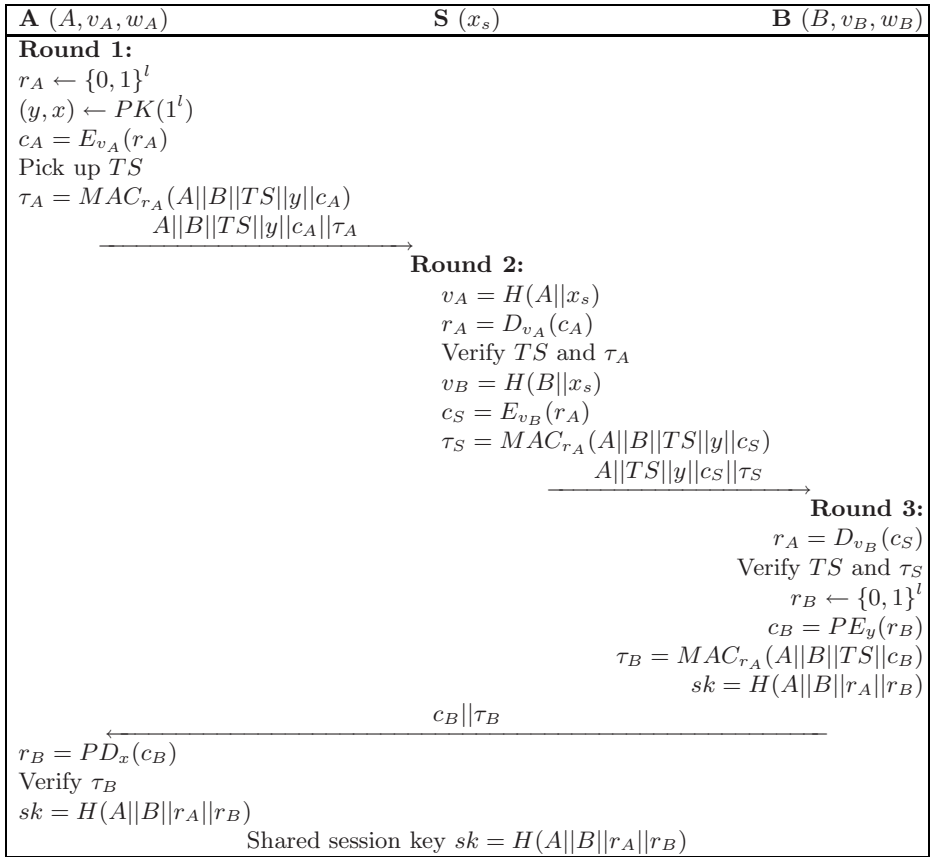 A (A, v_A, w_A) S (x_s) B (B, v_B, w_B)
Round 1:
r_A ← {0, 1}^l
(y, x) ← PK(1^l)
c_A = E_{v_A}(r_A)
Pick up TS
τ_A = MAC_{r_A}(A||B||TS||y||c_A)
A||B||TS||y||c_A||τ_A
Round 2:
v_A = H(A||x_s)
r_A = D_{v_A}(c_A)
Verify TS and τ_A
v_B = H(B||x_s)
c_S = E_{v_B}(r_A)
τ_S = MAC_{r_A}(A||B||TS||y||c_S)
A||TS||y||c_S||τ_S
Round 3:
r_A = D_{v_B}(c_S)
Verify TS and τ_S
r_B ← {0, 1}^l
c_B = PE_y(r_B)
τ_B = MAC_{r_A}(A||B||TS||c_B)
sk = H(A||B||r_A||r_B)
c_B||τ_B
r_B = PD_x(c_B)
Verify τ_B
sk = H(A||B||r_A||r_B)
Shared session key sk = H(A||B||r_A||r_B)